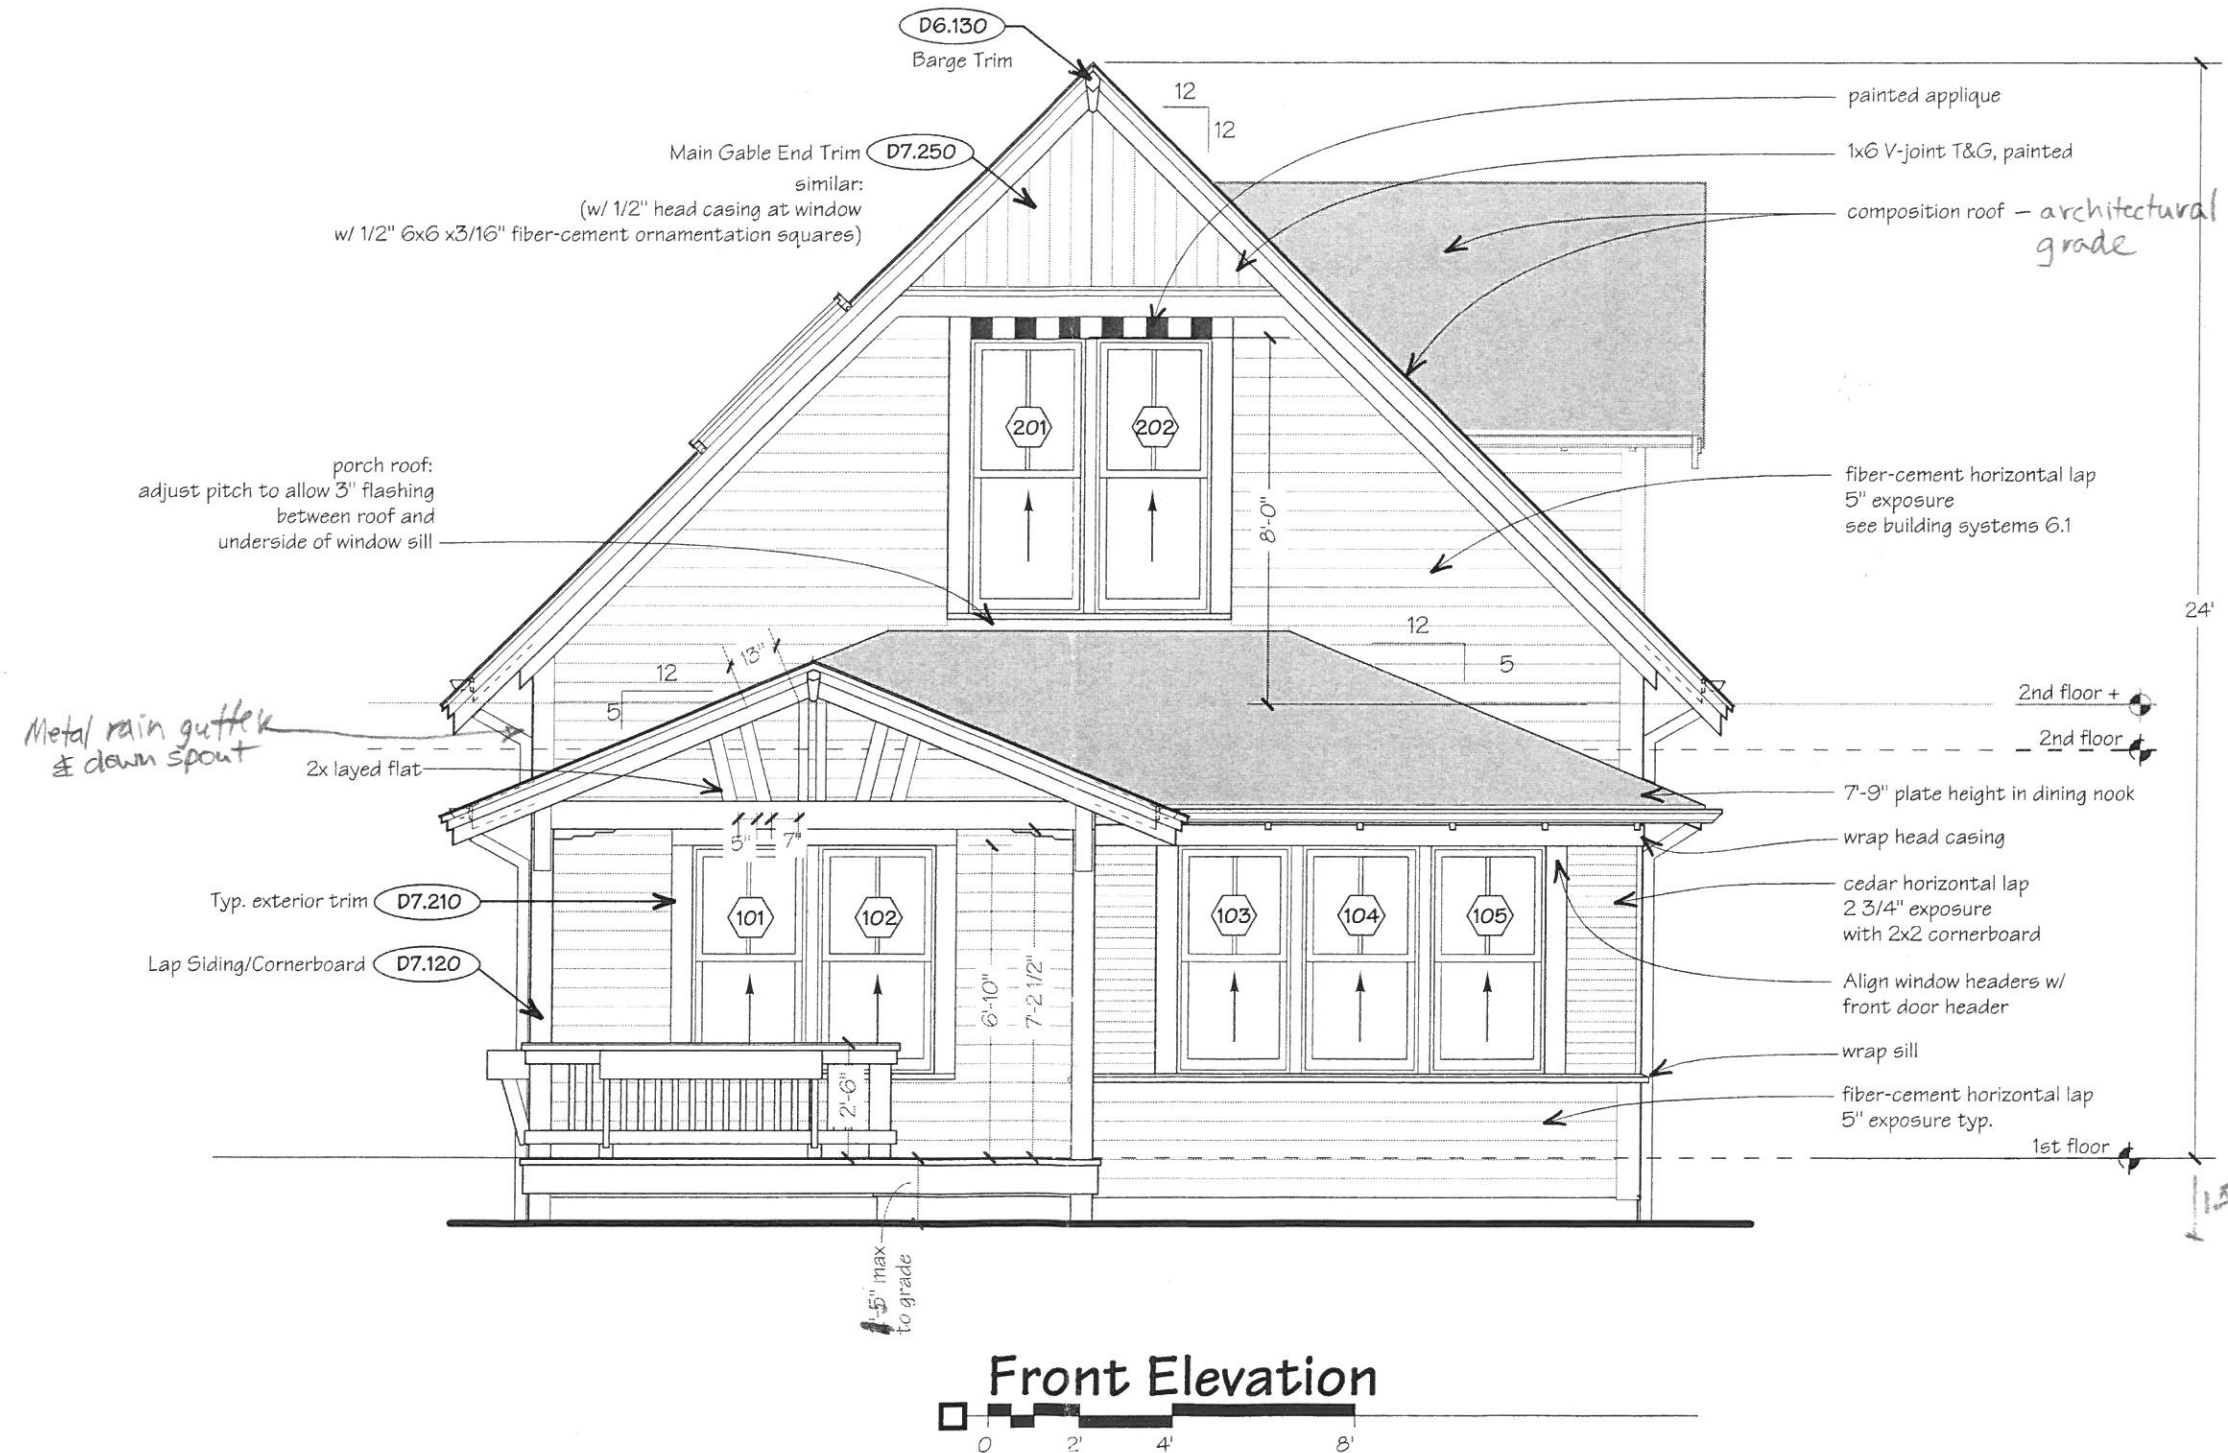 D6.130
Barge Trim
12
12
painted applique
Main Gable End Trim D7.250
similar:
(w/ 1/2" head casing at window
w/ 1/2" 6x6 x3/16" fiber-cement ornamentation squares)
1x6 V-joint T&G, painted
composition roof – architectural
grade
201
202
8'-0"
porch roof:
adjust pitch to allow 3" flashing
between roof and
underside of window sill
fiber-cement horizontal lap
5" exposure
see building systems 6.1
24'
12
5
13"
12
5
2nd floor +
2nd floor
Metal rain gutter
& down spout
2x layed flat
7'-9" plate height in dining nook
wrap head casing
5"
7"
Typ. exterior trim D7.210
101
102
103
104
105
cedar horizontal lap
2 3/4" exposure
with 2x2 cornerboard
Lap Siding/Cornerboard D7.120
6'-10"
7'-2 1/2"
Align window headers w/
front door header
wrap sill
2'-6"
fiber-cement horizontal lap
5" exposure typ.
1st floor
max
to grade
Front Elevation
0
2'
4'
8'